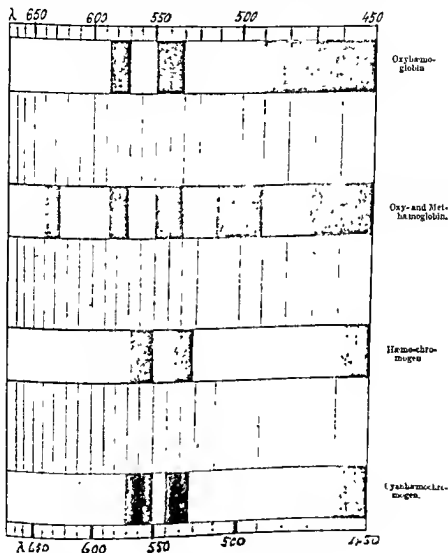 λ 650 600 550 500 450
Oxyhæmo-
globin
Oxy- and Met-
hæmoglobin.
Hæmo-chro-
mogen
Cyanhæmochro-
mogen.
λ 650 600 550 500 450